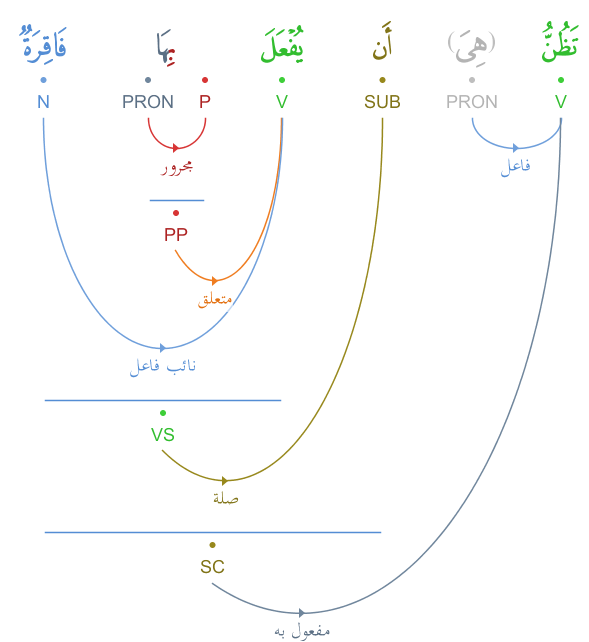 تَظُنُّ (هِىَ) أَن يُفْعَلَ بِهَا فَاقِرَةٌ
V PRON SUB V P PRON N
مجرور فاعل
PP
متعلق
نائب فاعل
VS
صلة
SC
مفعول به